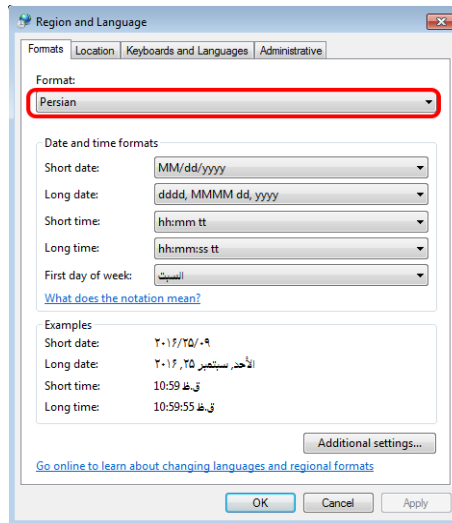 Region and Language
Formats Location Keyboards and Languages Administrative
Format:
Persian
Date and time formats
Short date: MM/dd/yyyy
Long date: dddd, MMMM dd, yyyy
Short time: hh:mm tt
Long time: hh:mm:ss tt
First day of week: السبت
What does the notation mean?
Examples
Short date: ٢٠١۶/٢۵/٠٩
Long date: الأحد, سبتمبر ٢۵, ٢٠١۶
Short time: 10:59 ق.ظ
Long time: 10:59:55 ق.ظ
Additional settings...
Go online to learn about changing languages and regional formats
OK Cancel Apply